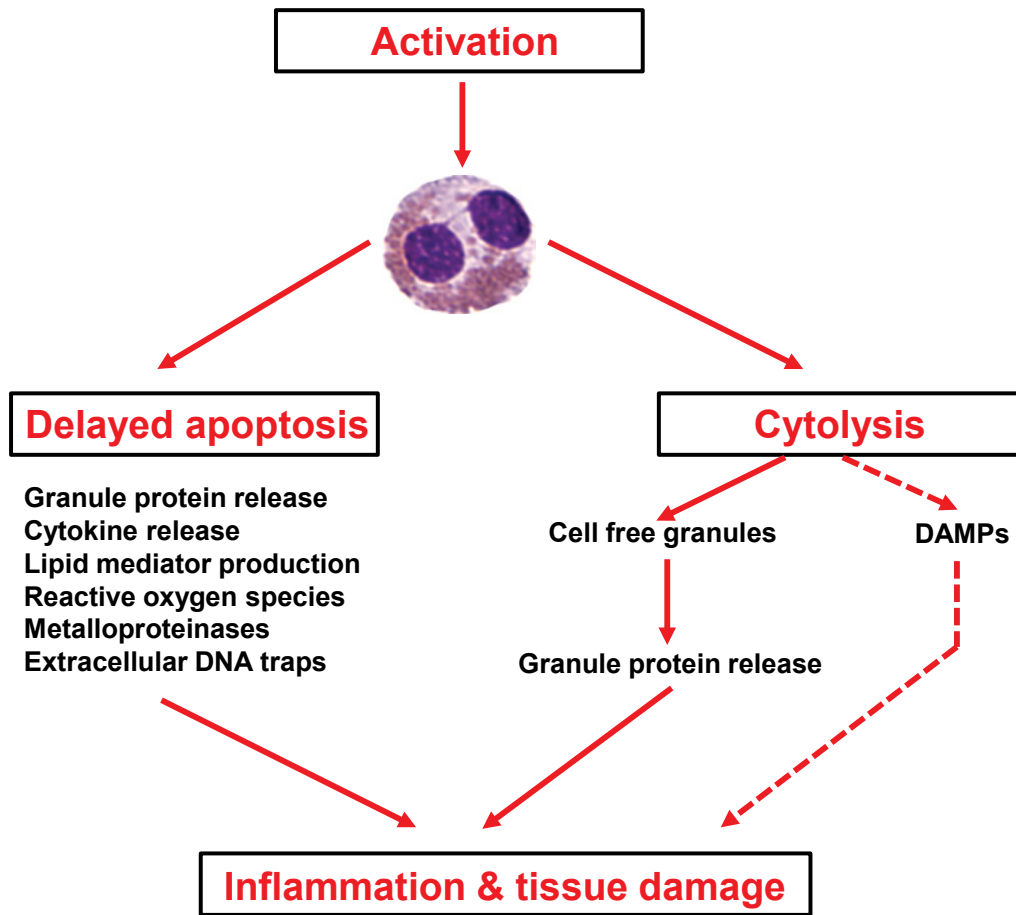 Activation
Delayed apoptosis
Granule protein release
Cytokine release
Lipid mediator production
Reactive oxygen species
Metalloproteinases
Extracellular DNA traps
Cytolysis
Cell free granules
DAMPs
Granule protein release
Inflammation & tissue damage